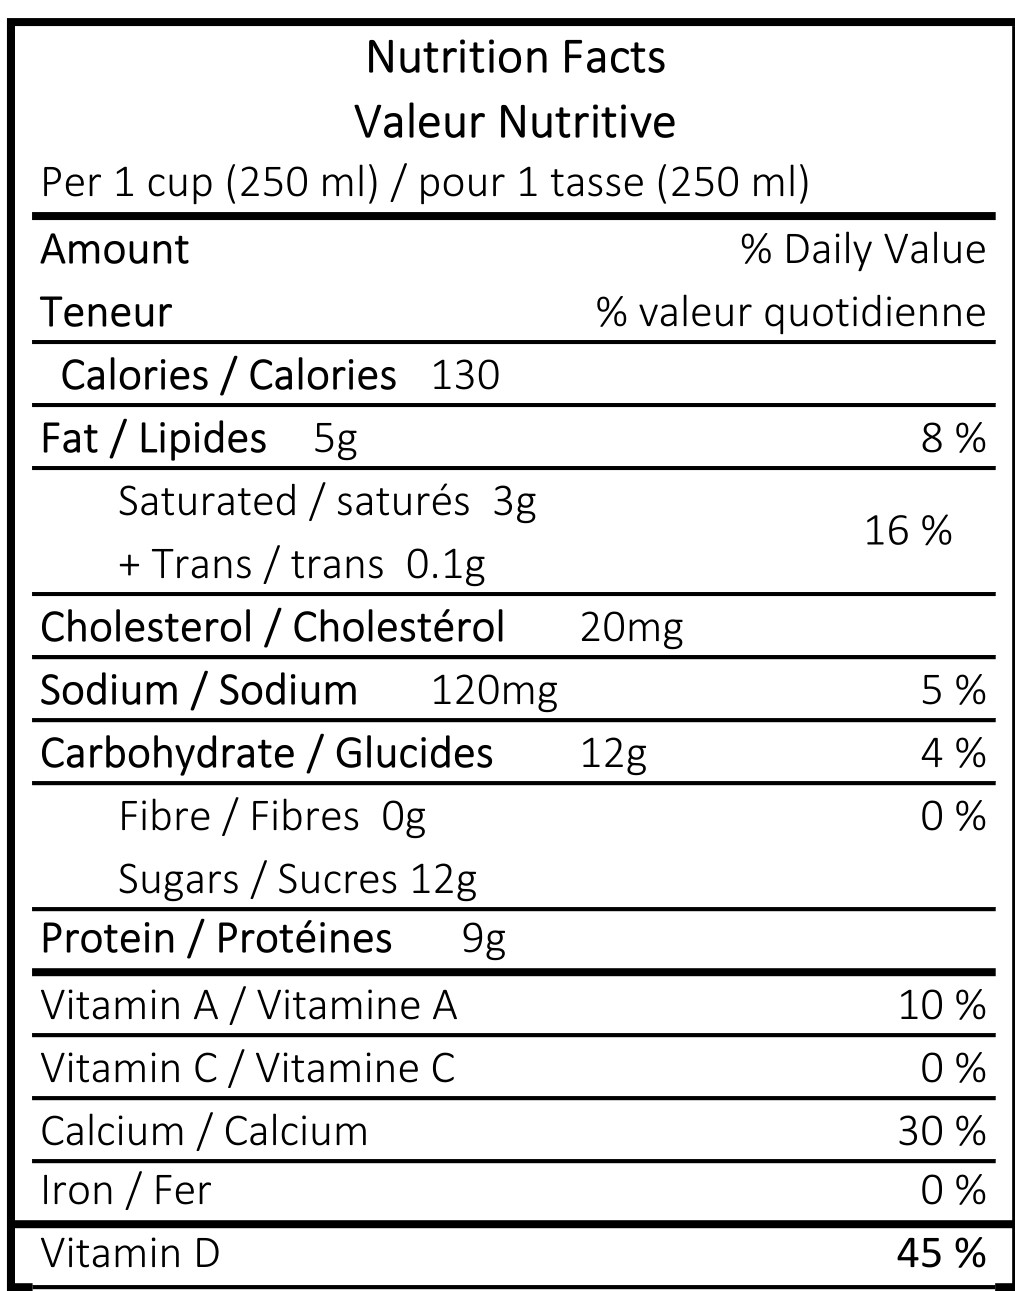 Nutrition Facts
Valeur Nutritive
Per 1 cup (250 ml) / pour 1 tasse (250 ml)
Amount % Daily Value
Teneur % valeur quotidienne
Calories / Calories 130
Fat / Lipides 5g 8 %
Saturated / saturés 3g
16 %
+ Trans / trans 0.1g
Cholesterol / Cholestérol 20mg
Sodium / Sodium 120mg 5 %
Carbohydrate / Glucides 12g 4 %
Fibre / Fibres 0g 0 %
Sugars / Sucres 12g
Protein / Protéines 9g
Vitamin A / Vitamine A 10 %
Vitamin C / Vitamine C 0 %
Calcium / Calcium 30 %
Iron / Fer 0 %
Vitamin D 45 %